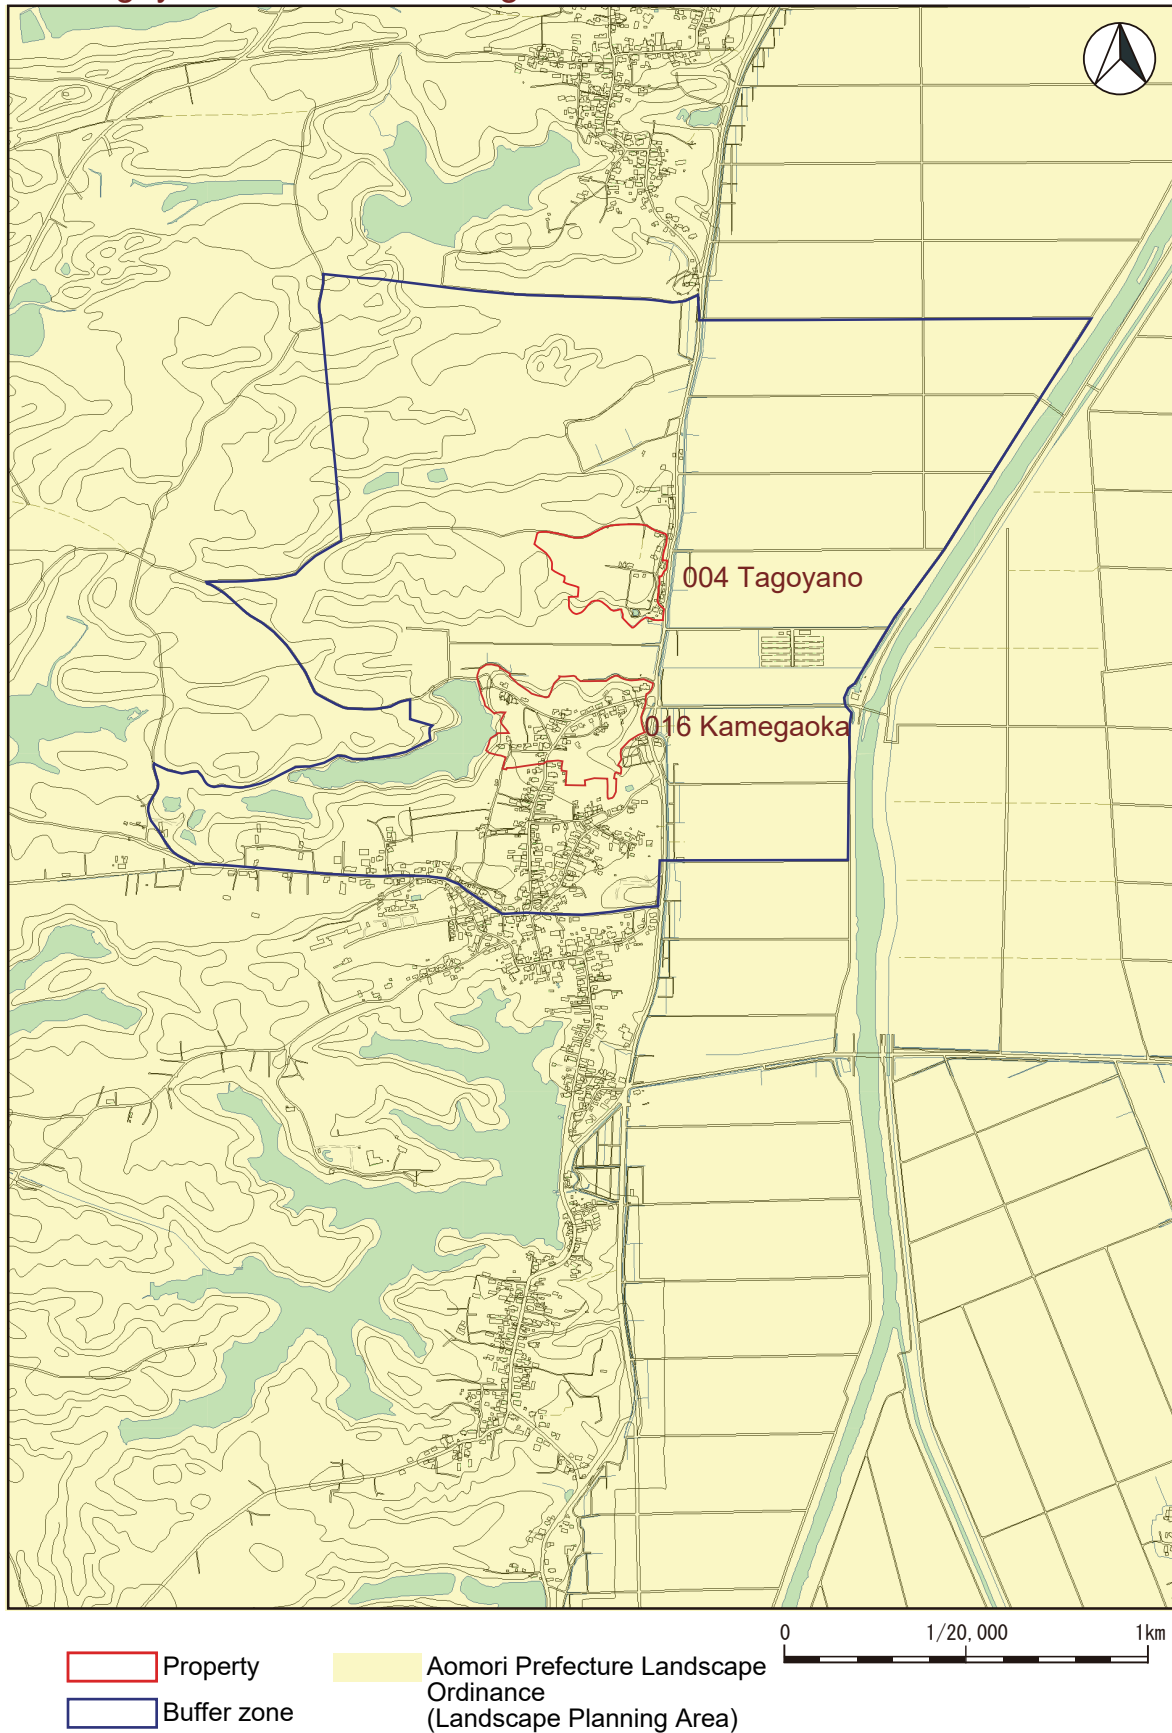 004 Tagoyano
016 Kamegaoka
0 1/20,000 1km
Property
Buffer zone
Aomori Prefecture Landscape
Ordinance
(Landscape Planning Area)